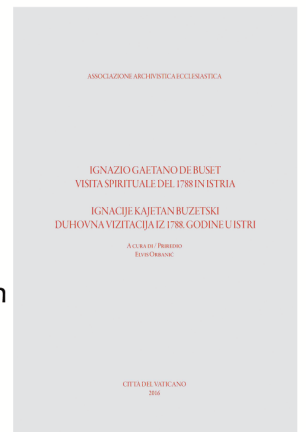 ASSOCIAZIONE ARCHIVISTICA ECCLESIASTICA
IGNAZIO GAETANO DE BUSET
VISITA SPIRITUALE DEL 1788 IN ISTRIA
IGNACIJE KAJETAN BUZETSKI
DUHOVNA VIZITACIJA IZ 1788. GODINE U ISTRI
A CURA DI / PRIREDIO
ELVIS ORBANIĆ
CITTÀ DEL VATICANO
2016